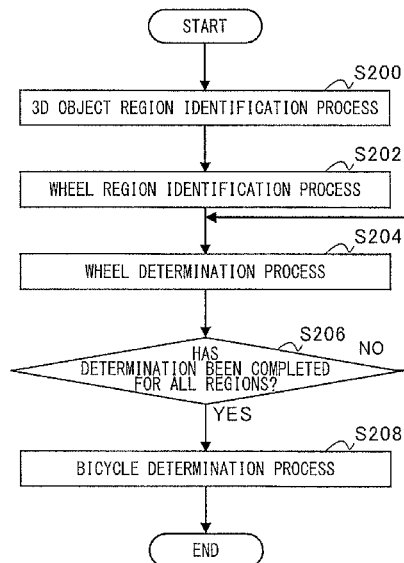 START
S200
3D OBJECT REGION IDENTIFICATION PROCESS
S202
WHEEL REGION IDENTIFICATION PROCESS
S204
WHEEL DETERMINATION PROCESS
S206
HAS
DETERMINATION BEEN COMPLETED
FOR ALL REGIONS?
NO
YES
S208
BICYCLE DETERMINATION PROCESS
END